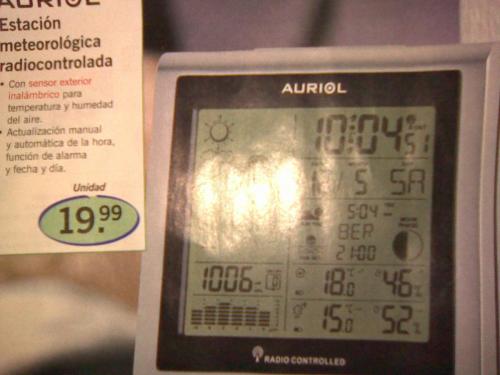 AURIOL
Estación
meteorológica
radiocontrolada
• Con sensor exterior
inalámbrico para
temperatura y humedad
del aire.
• Actualización manual
y automática de la hora,
función de alarma
y fecha y día.
Unidad
19.99
AURIOL
10:04 51
5 SA
5:04
BER
21:00
1006
18.0 46%
15.0 52%
RADIO CONTROLLED